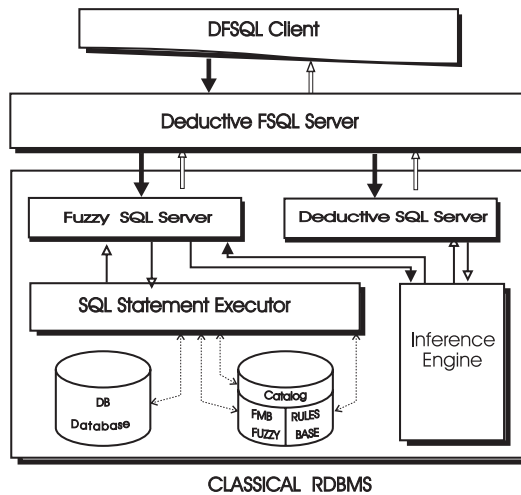 DFSQL Client
Deductive FSQL Server
Fuzzy SQL Server
Deductive SQL Server
SQL Statement Executor
Inference
Engine
DB
Database
Catalog
FMB
FUZZY
RULES
BASE
CLASSICAL RDBMS